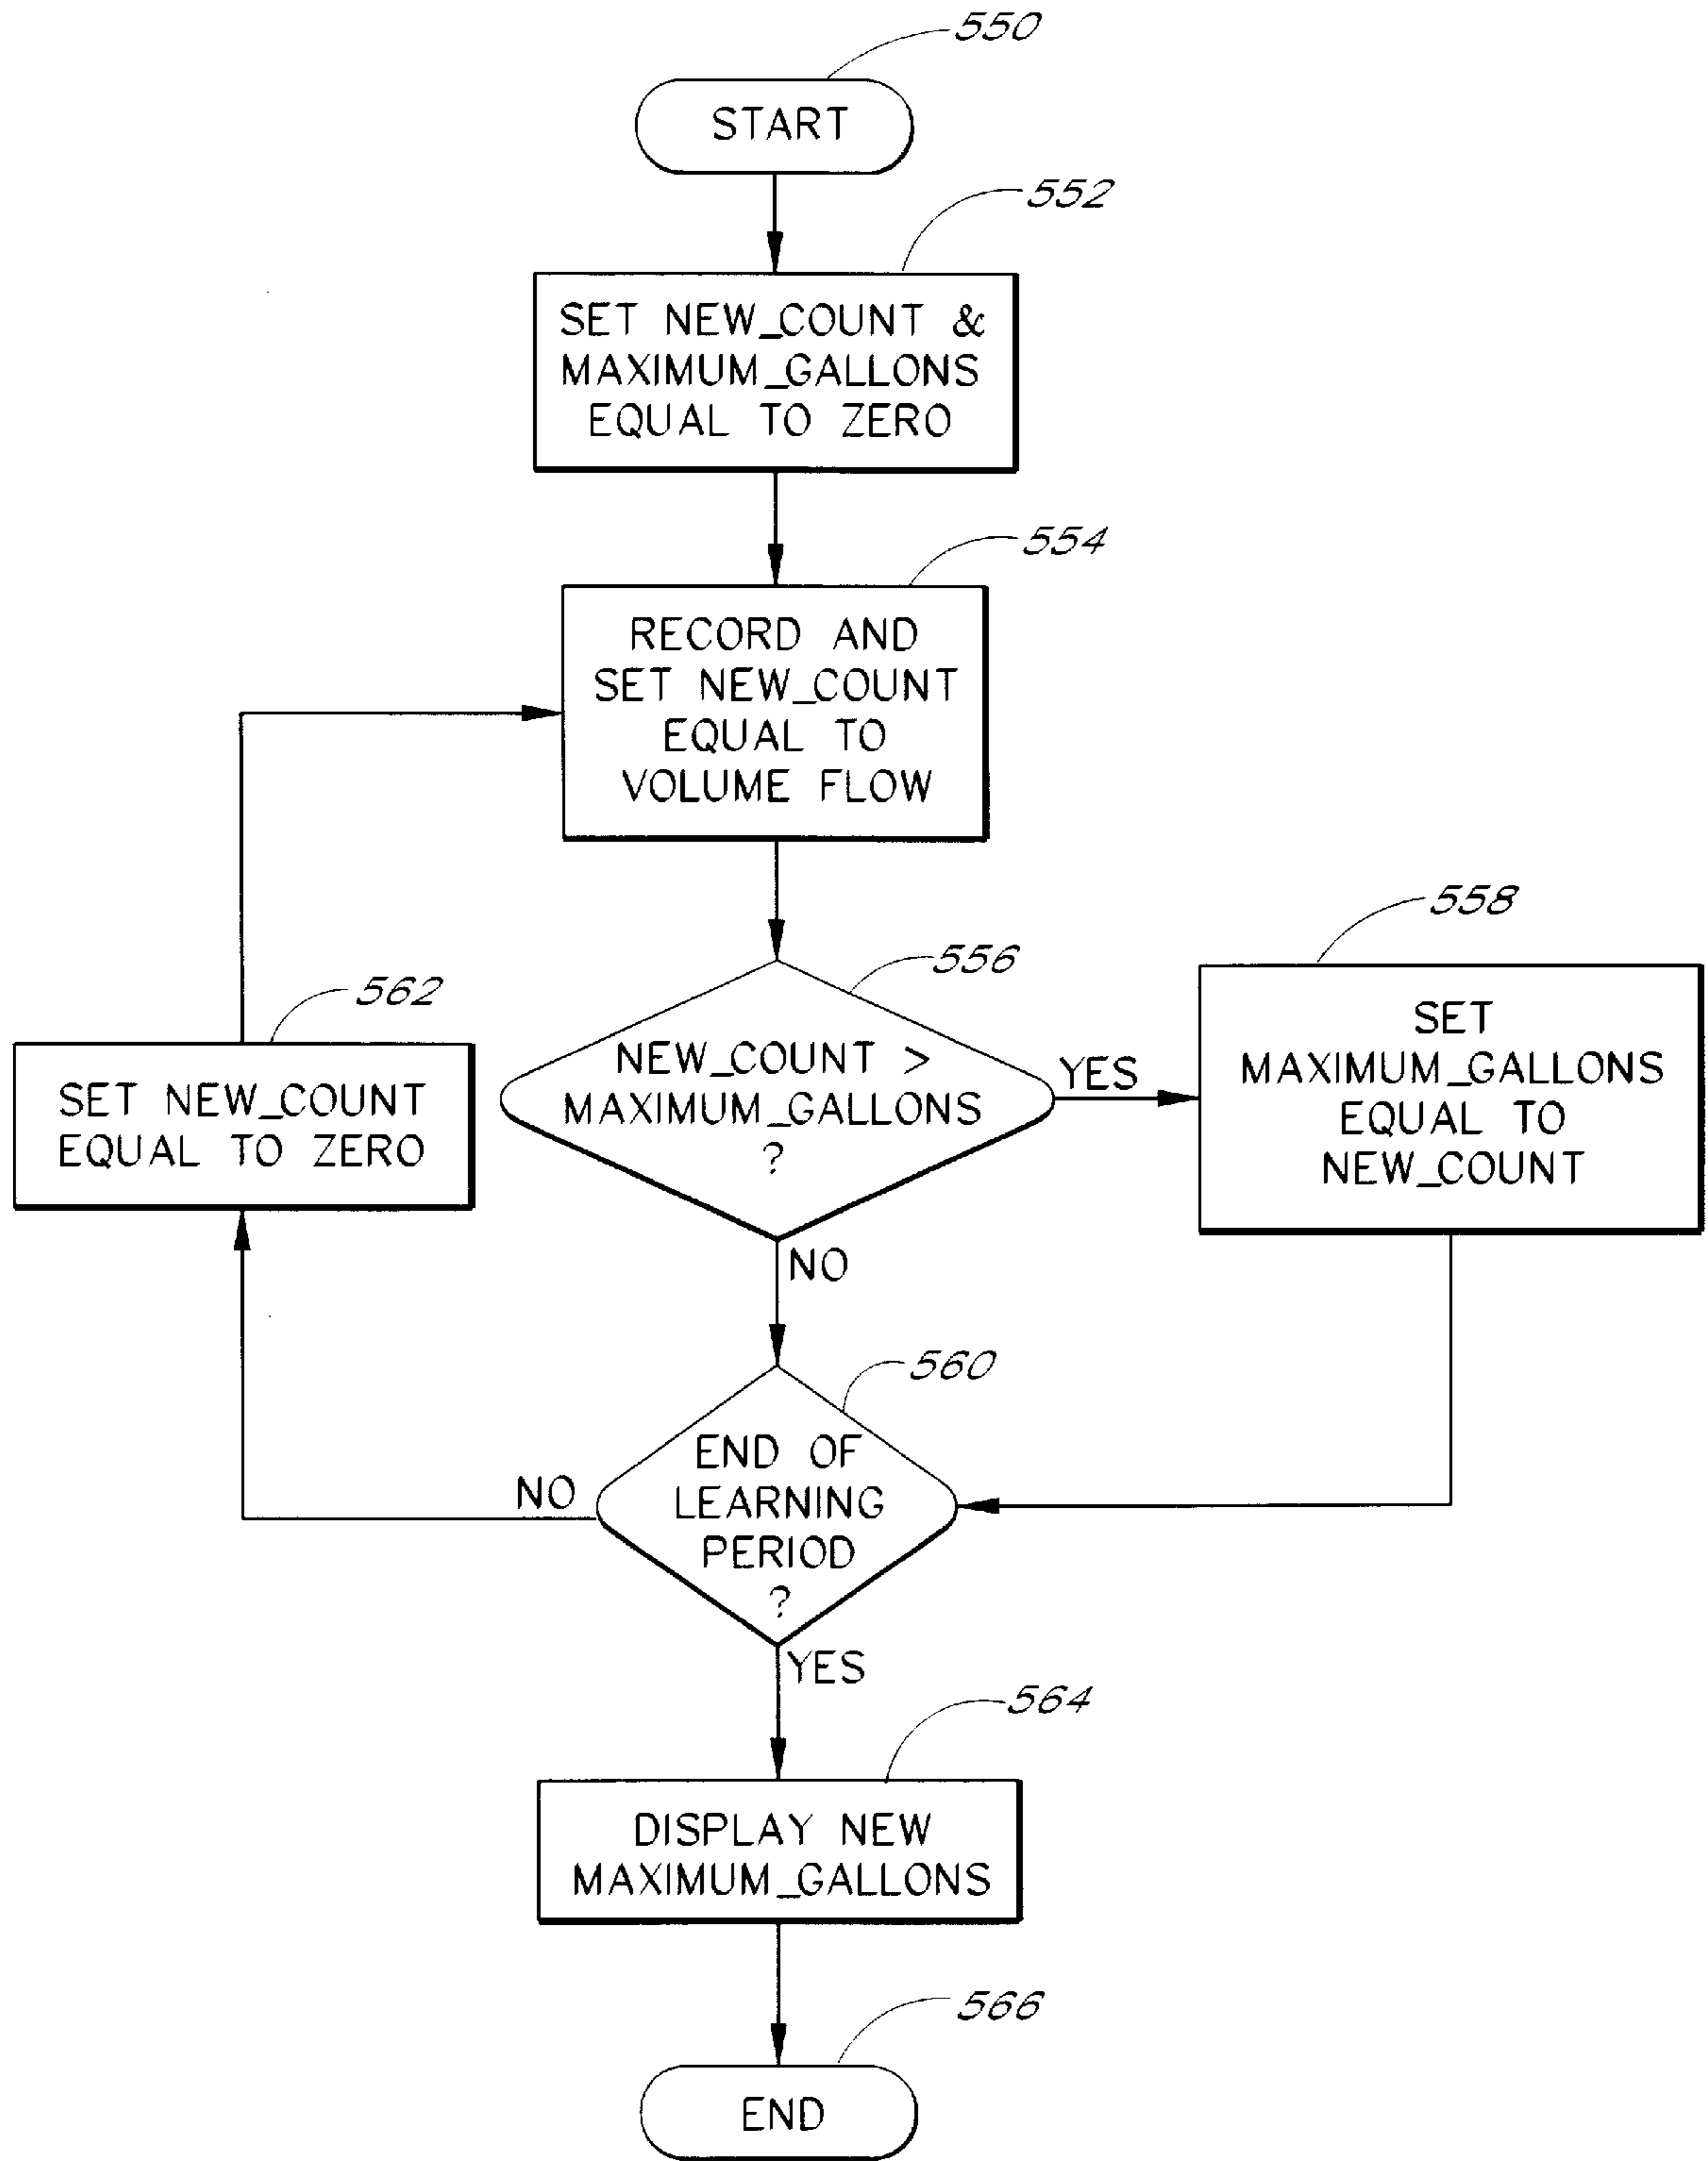 550
START
552
SET NEW_COUNT &
MAXIMUM_GALLONS
EQUAL TO ZERO
554
RECORD AND
SET NEW_COUNT
EQUAL TO
VOLUME FLOW
556
NEW_COUNT >
MAXIMUM_GALLONS
?
YES
558
SET
MAXIMUM_GALLONS
EQUAL TO
NEW_COUNT
562
SET NEW_COUNT
EQUAL TO ZERO
NO
560
END OF
LEARNING
PERIOD
?
NO
YES
564
DISPLAY NEW
MAXIMUM_GALLONS
566
END